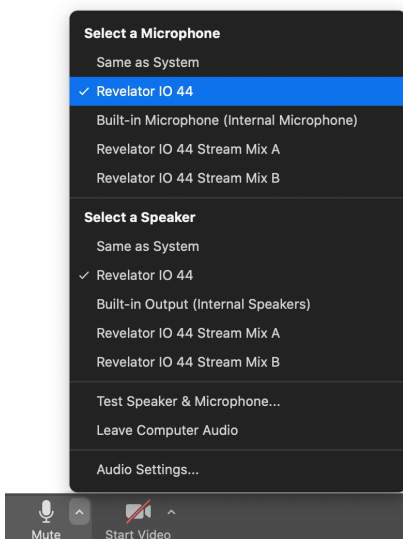 Select a Microphone
Same as System
✓ Revelator IO 44
Built-in Microphone (Internal Microphone)
Revelator IO 44 Stream Mix A
Revelator IO 44 Stream Mix B
Select a Speaker
Same as System
✓ Revelator IO 44
Built-in Output (Internal Speakers)
Revelator IO 44 Stream Mix A
Revelator IO 44 Stream Mix B
Test Speaker & Microphone...
Leave Computer Audio
Audio Settings...
Mute Start Video